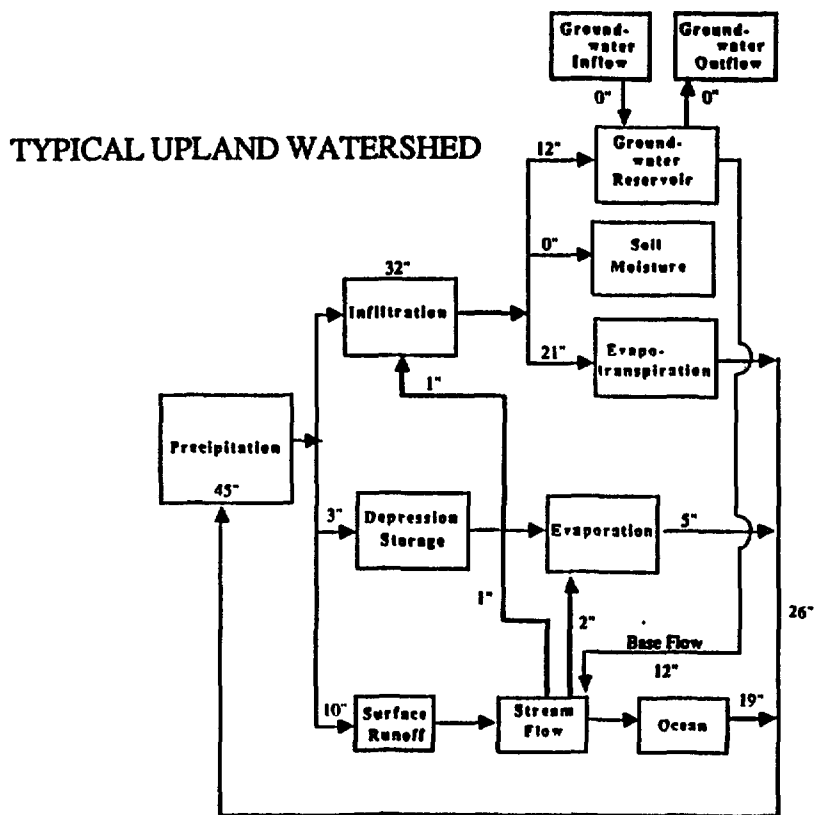 Ground-
water
Inflow
Ground-
water
Outflow
0"
0"
TYPICAL UPLAND WATERSHED
12"
Ground-
water
Reservoir
0"
Soil
Moisture
32"
Infiltration
21"
Evapo-
transpiration
1"
Precipitation
45"
3"
Depression
Storage
Evaporation
5"
1"
2"
26"
Base Flow
12"
10"
Surface
Runoff
Stream
Flow
Ocean
19"